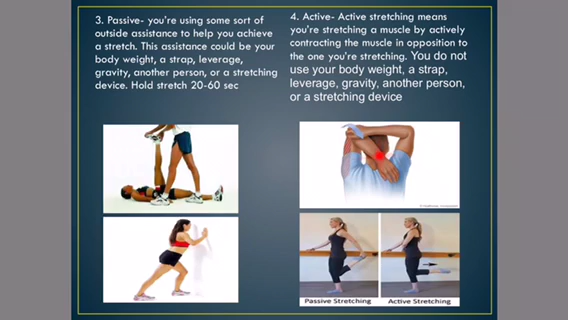 3. Passive- you're using some sort of
outside assistance to help you achieve
a stretch. This assistance could be your
body weight, a strap, leverage,
gravity, another person, or a stretching
device. Hold stretch 20-60 sec
4. Active- Active stretching means
you're stretching a muscle by actively
contracting the muscle in opposition to
the one you're stretching. You do not
use your body weight, a strap,
leverage, gravity, another person,
or a stretching device
Passive Stretching
Active Stretching